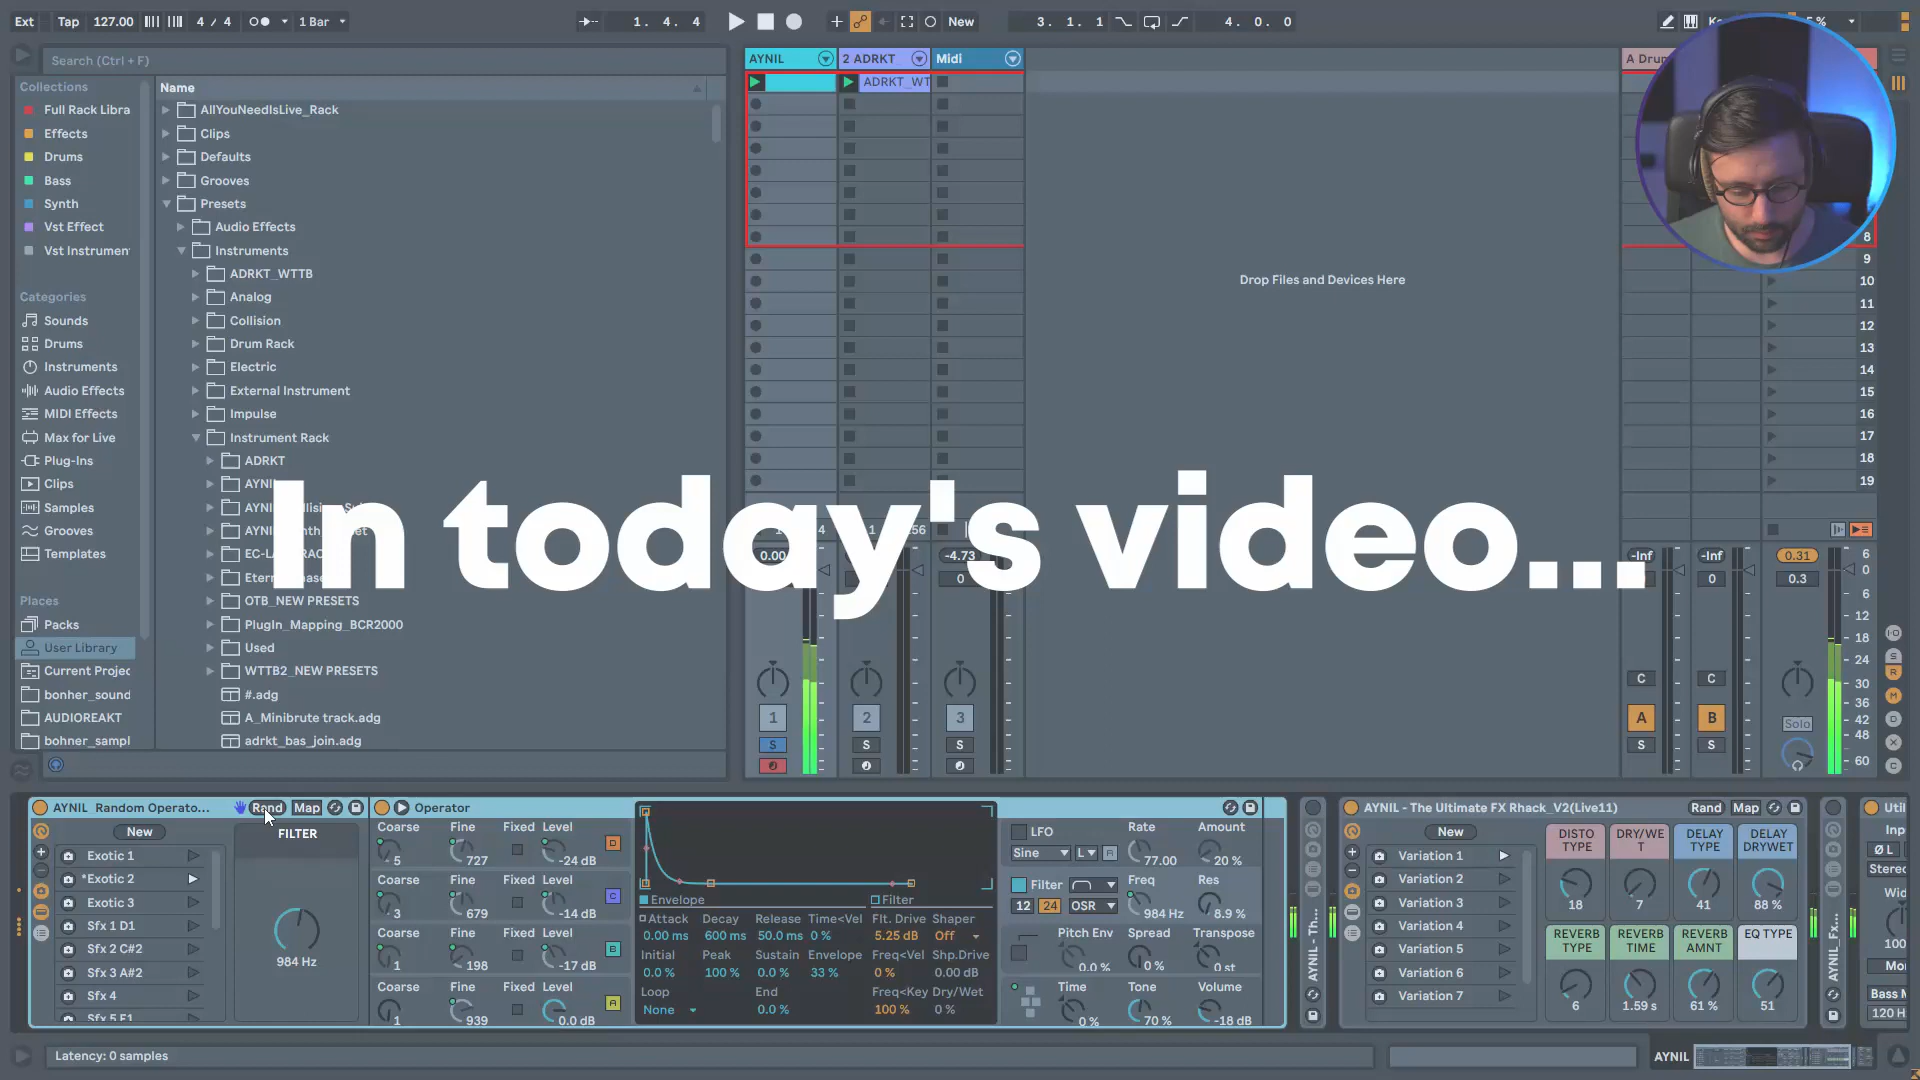 Ext Tap 127.00 4 / 4 1 Bar 1. 4. 4 New 3. 1. 1 4. 0. 0
Search (Ctrl + F)
Collections
Full Rack Libra
Effects
Drums
Bass
Synth
Vst Effect
Vst Instrumen
Categories
Sounds
Drums
Instruments
Audio Effects
MIDI Effects
Max for Live
Plug-Ins
Clips
Samples
Grooves
Templates
Places
Packs
User Library
Current Projec
bonher_sound
AUDIOREAKT
bohner_sampl
Name
AllYouNeedIsLive_Rack
Clips
Defaults
Grooves
Presets
Audio Effects
Instruments
ADRKT_WTTB
Analog
Collision
Drum Rack
Electric
External Instrument
Impulse
Instrument Rack
ADRKT
OTB_NEW PRESETS
PlugIn_Mapping_BCR2000
Used
WTTB2_NEW PRESETS
#.adg
A_Minibrute track.adg
adrkt_bas_join.adg
AYNIL 2 ADRKT Midi
ADRKT_WT
Drop Files and Devices Here
8
9
10
11
12
13
14
15
16
17
18
19
In today's video...
0.00 -4.73 -Inf -Inf 0.31 6
0 0 0 0.3 0
6
12
18
24
30
36
42
48
60
C C
1 2 3 A B Solo
S S S S S
AYNIL Random Operato... Rand Map
New
Exotic 1
*Exotic 2
Exotic 3
Sfx 1 D1
Sfx 2 C#2
Sfx 3 A#2
Sfx 4
Sfx 5 F1
FILTER
984 Hz
Operator
Coarse Fine Fixed Level
5 727 -24 dB D
Coarse Fine Fixed Level
3 679 -14 dB C
Coarse Fine Fixed Level
1 198 -17 dB B
Coarse Fine Fixed Level
1 939 0.0 dB A
Envelope Filter
Attack Decay Release Time<Vel Flt. Drive Shaper
0.00 ms 600 ms 50.0 ms 0 % 5.25 dB Off
Initial Peak Sustain Envelope Freq<Vel Shp.Drive
0.0 % 100 % 0.0 % 33 % 0 % 0.00 dB
Loop End Freq<Key Dry/Wet
None 0.0 % 100 % 0 %
LFO Rate Amount
Sine L R 77.00 20 %
Filter Freq Res
12 24 OSR 984 Hz 8.9 %
Pitch Env Spread Transpose
0.0 % 0 % 0 st
Time Tone Volume
0 % 70 % -18 dB
AYNIL - Th...
AYNIL - The Ultimate FX Rhack_V2(Live11) Rand Map
New
Variation 1
Variation 2
Variation 3
Variation 4
Variation 5
Variation 6
Variation 7
DISTO TYPE
18
DRY/WE T
7
DELAY TYPE
41
DELAY DRYWET
88 %
REVERB TYPE
6
REVERB TIME
1.59 s
REVERB AMNT
61 %
EQ TYPE
51
AYNIL_Fx...
Utili
Inp
Stereo
Wid
100
Mo
Bass M
120 H
Latency: 0 samples
AYNIL